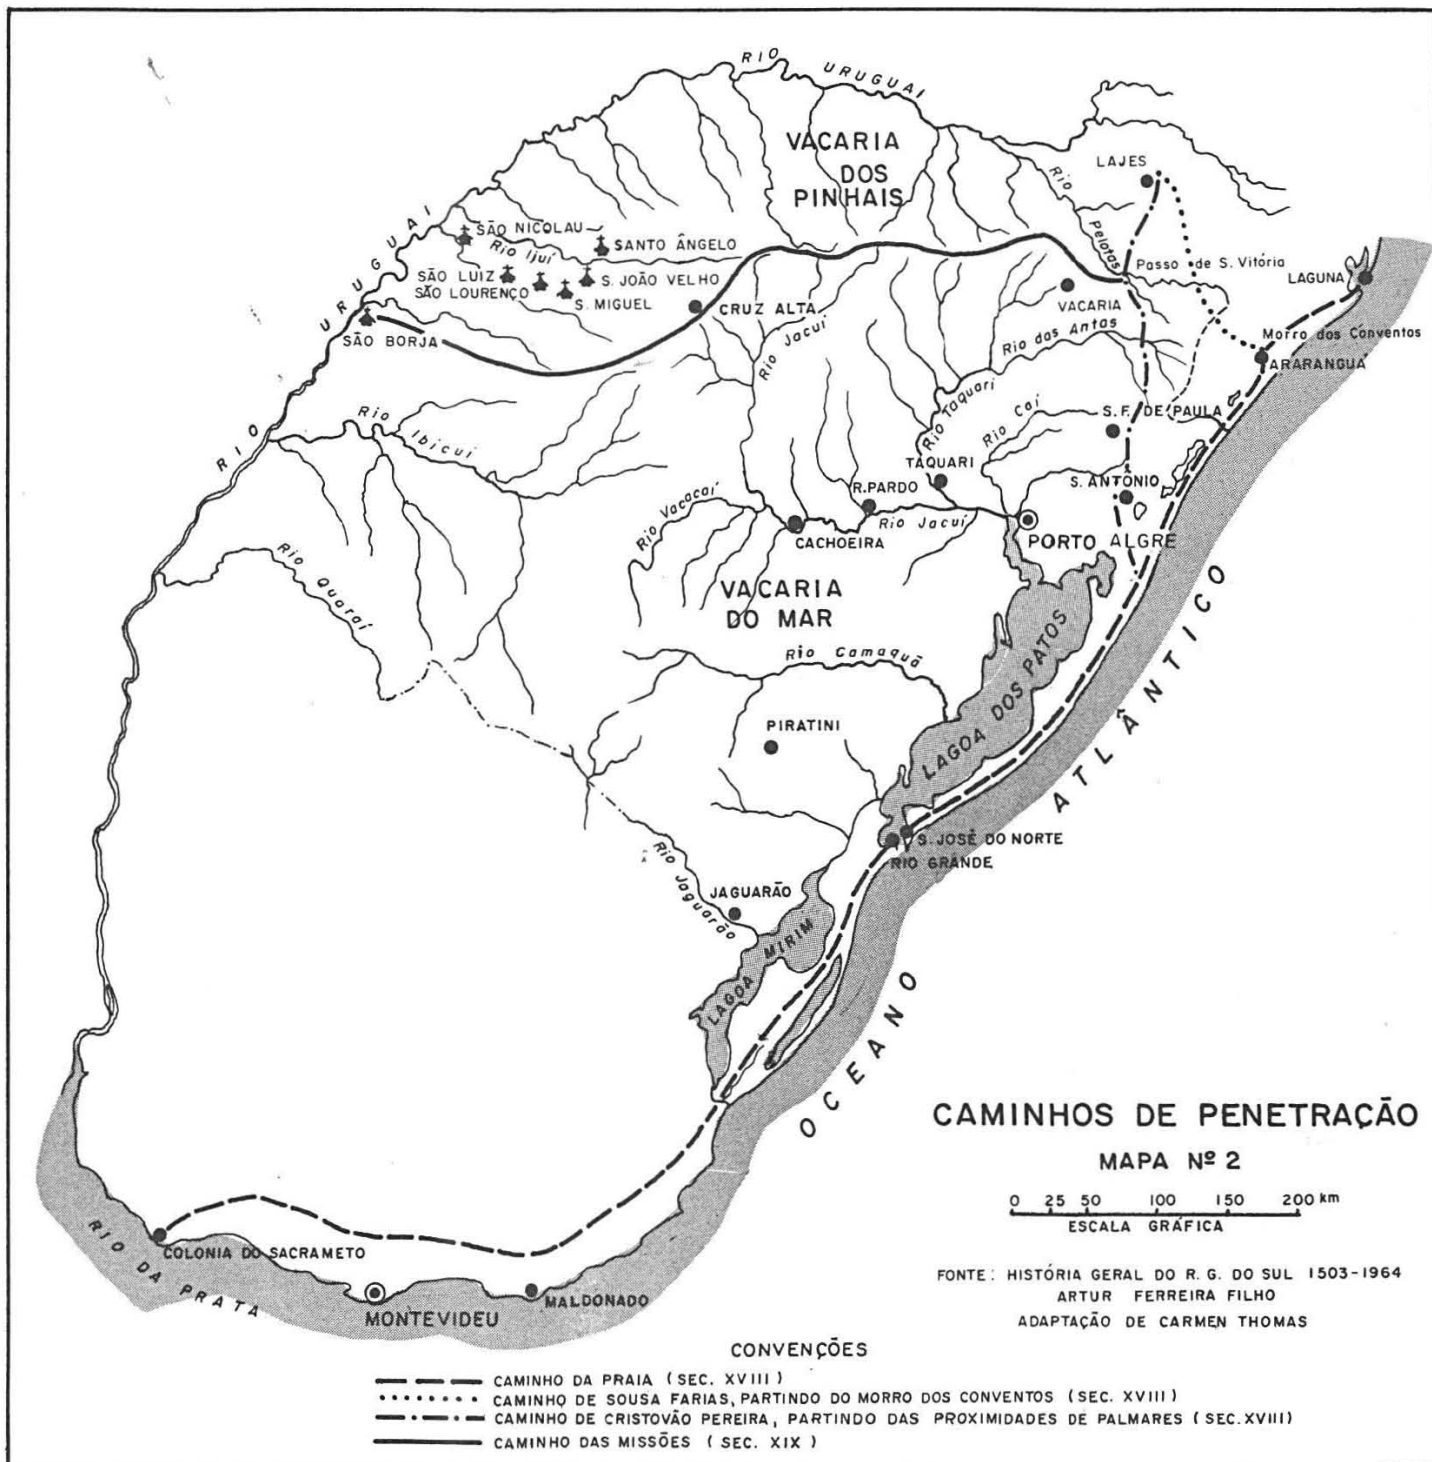 RIO URUGUAI
VACARIA
DOS
PINHAIS
LAJES
Rio Pelotas
RIO URUGUAI
SÃO NICOLAU
Rio Ijuí
SANTO ÂNGELO
SÃO LUIZ
S. JOÃO VELHO
SÃO LOURENÇO
S. MIGUEL
SÃO BORJA
CRUZ ALTA
VACARIA
Passo de S. Vitória
LAGUNA
Morro dos Conventos
ARARANGUÁ
Rio Jacuí
Rio das Antas
Rio Taquari
Rio Caí
S. F. DE PAULA
Rio Ibicuí
TAQUARI
S. ANTÔNIO
R. PARDO
Rio Vacacaí
CACHOEIRA
Rio Jacuí
PORTO ALGRE
Rio Quaraí
VACARIA
DO MAR
Rio Camaquã
LAGOA DOS PATOS
PIRATINI
S. JOSÉ DO NORTE
RIO GRANDE
Rio Jaguarão
JAGUARÃO
LAGOA MIRIM
OCEANO ATLÂNTICO
CAMINHOS DE PENETRAÇÃO
MAPA Nº 2
0 25 50 100 150 200 km
ESCALA GRÁFICA
COLONIA DO SACRAMETO
RIO DA PRATA
MONTEVIDEU
MALDONADO
FONTE: HISTÓRIA GERAL DO R. G. DO SUL 1503-1964
ARTUR FERREIRA FILHO
ADAPTAÇÃO DE CARMEN THOMAS
CONVENÇÕES
CAMINHO DA PRAIA (SEC. XVIII)
CAMINHO DE SOUSA FARIAS, PARTINDO DO MORRO DOS CONVENTOS (SEC. XVIII)
CAMINHO DE CRISTOVÃO PEREIRA, PARTINDO DAS PROXIMIDADES DE PALMARES (SEC. XVIII)
CAMINHO DAS MISSÕES (SEC. XIX)